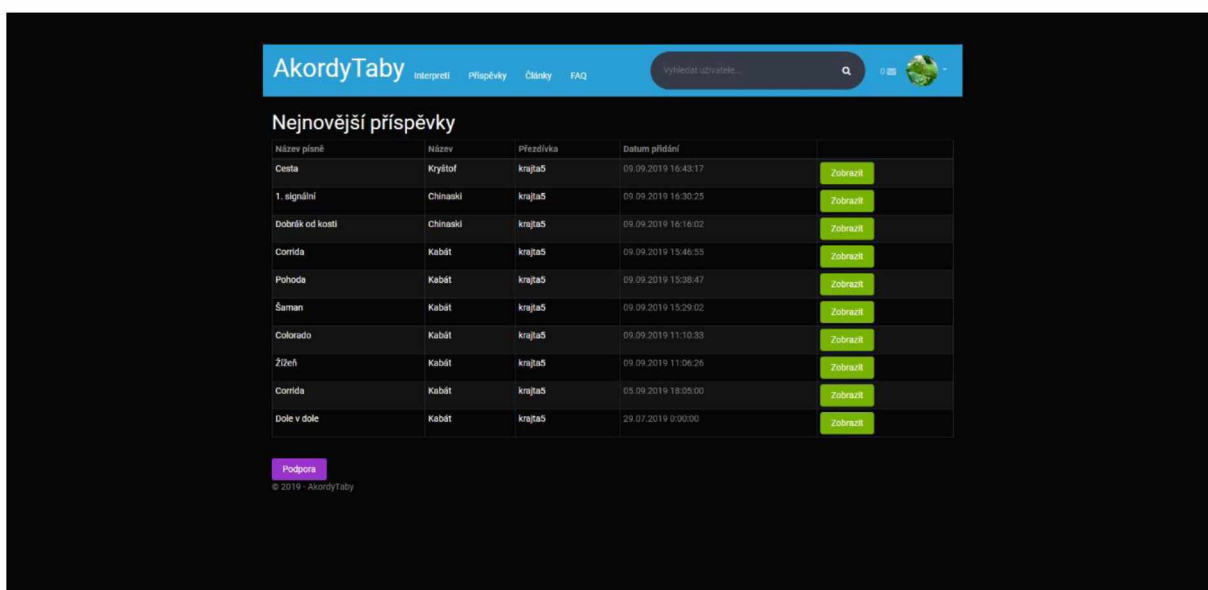 AkordyTaby Interpreti Příspěvky Články FAQ Vyhledat uživatele... 0
Nejnovější příspěvky
Název písně Název Přezdívka Datum přidání
Cesta Kryštof krajta5 09.09.2019 16:43:17 Zobrazit
1. signální Chinaski krajta5 09.09.2019 16:30:25 Zobrazit
Dobrák od kosti Chinaski krajta5 09.09.2019 16:16:02 Zobrazit
Corrida Kabát krajta5 09.09.2019 15:46:55 Zobrazit
Pohoda Kabát krajta5 09.09.2019 15:38:47 Zobrazit
Šaman Kabát krajta5 09.09.2019 15:29:02 Zobrazit
Colorado Kabát krajta5 09.09.2019 11:10:33 Zobrazit
Žížeň Kabát krajta5 09.09.2019 11:06:26 Zobrazit
Corrida Kabát krajta5 05.09.2019 18:05:00 Zobrazit
Dole v dole Kabát krajta5 29.07.2019 0:00:00 Zobrazit
Podpora
© 2019 - AkordyTaby